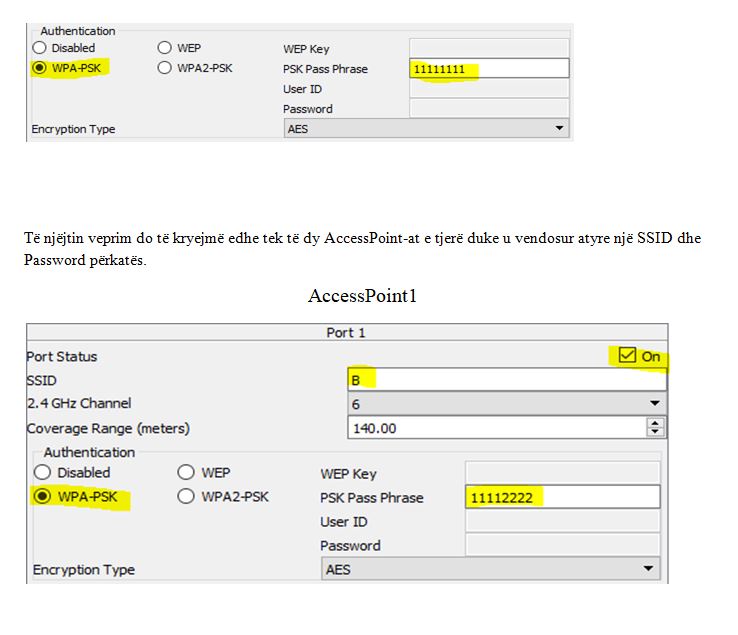 Authentication
Disabled WEP WEP Key
WPA-PSK WPA2-PSK PSK Pass Phrase 11111111
User ID
Password
Encryption Type AES
Të njëjtin veprim do të kryejmë edhe tek të dy AccessPoint-at e tjerë duke u vendosur atyre një SSID dhe
Password përkatës.
AccessPoint1
Port 1
Port Status On
SSID B
2.4 GHz Channel 6
Coverage Range (meters) 140.00
Authentication
Disabled WEP WEP Key
WPA-PSK WPA2-PSK PSK Pass Phrase 11112222
User ID
Password
Encryption Type AES